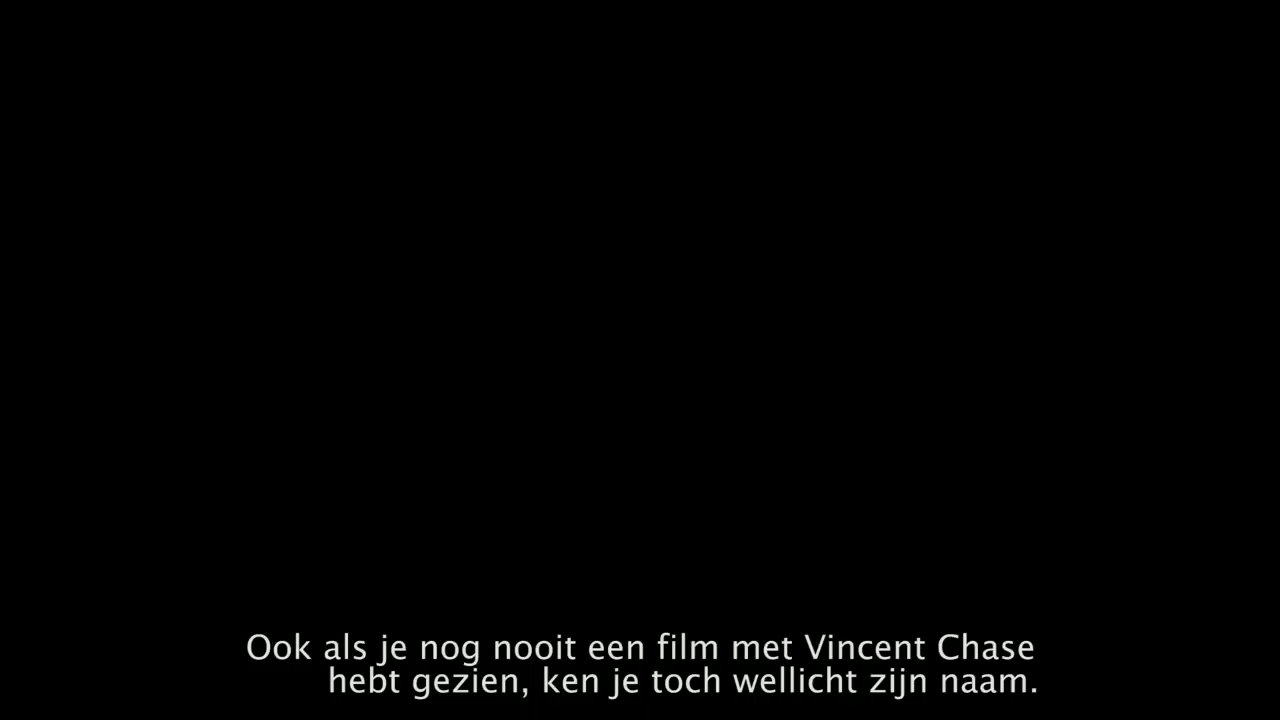 Ook als je nog nooit een film met Vincent Chase
hebt gezien, ken je toch wellicht zijn naam.